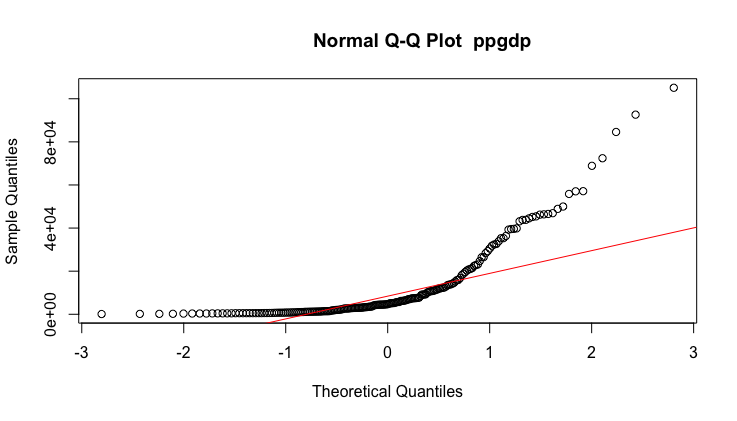 Normal Q-Q Plot  ppgdp
Sample Quantiles
8e+04
4e+04
0e+00
-3 -2 -1 0 1 2 3
Theoretical Quantiles